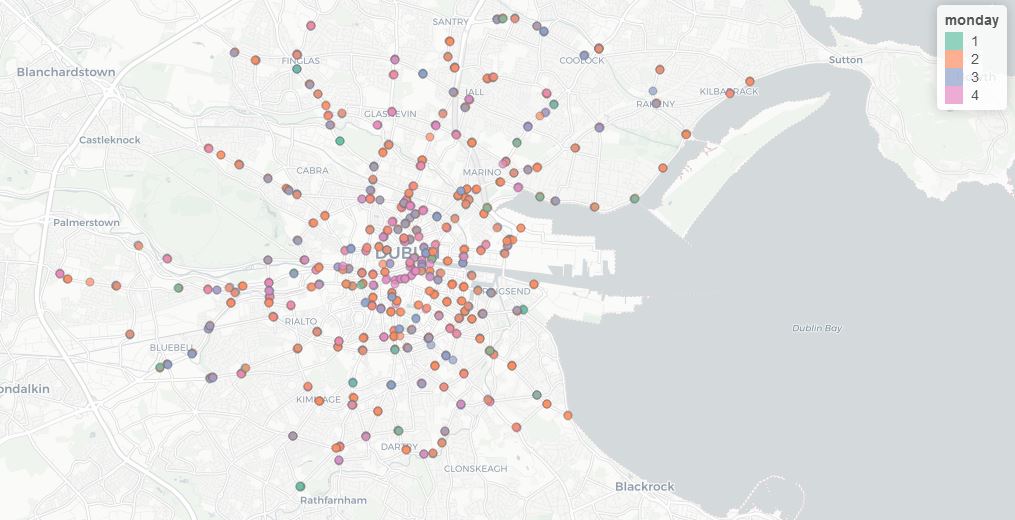 SANTRY
monday
1
2
3
4
FINGLAS
COOLOCK
Sutton
Blanchardstown
KILBARRACK
RAHENY
GLASNEVIN
Castleknock
CABRA
MARINO
Palmerstown
DUBLIN
RINGSEND
RIALTO
Dublin Bay
BLUEBELL
ondalkin
KIMMAGE
DARTRY
CLONSKEAGH
Blackrock
Rathfarnham